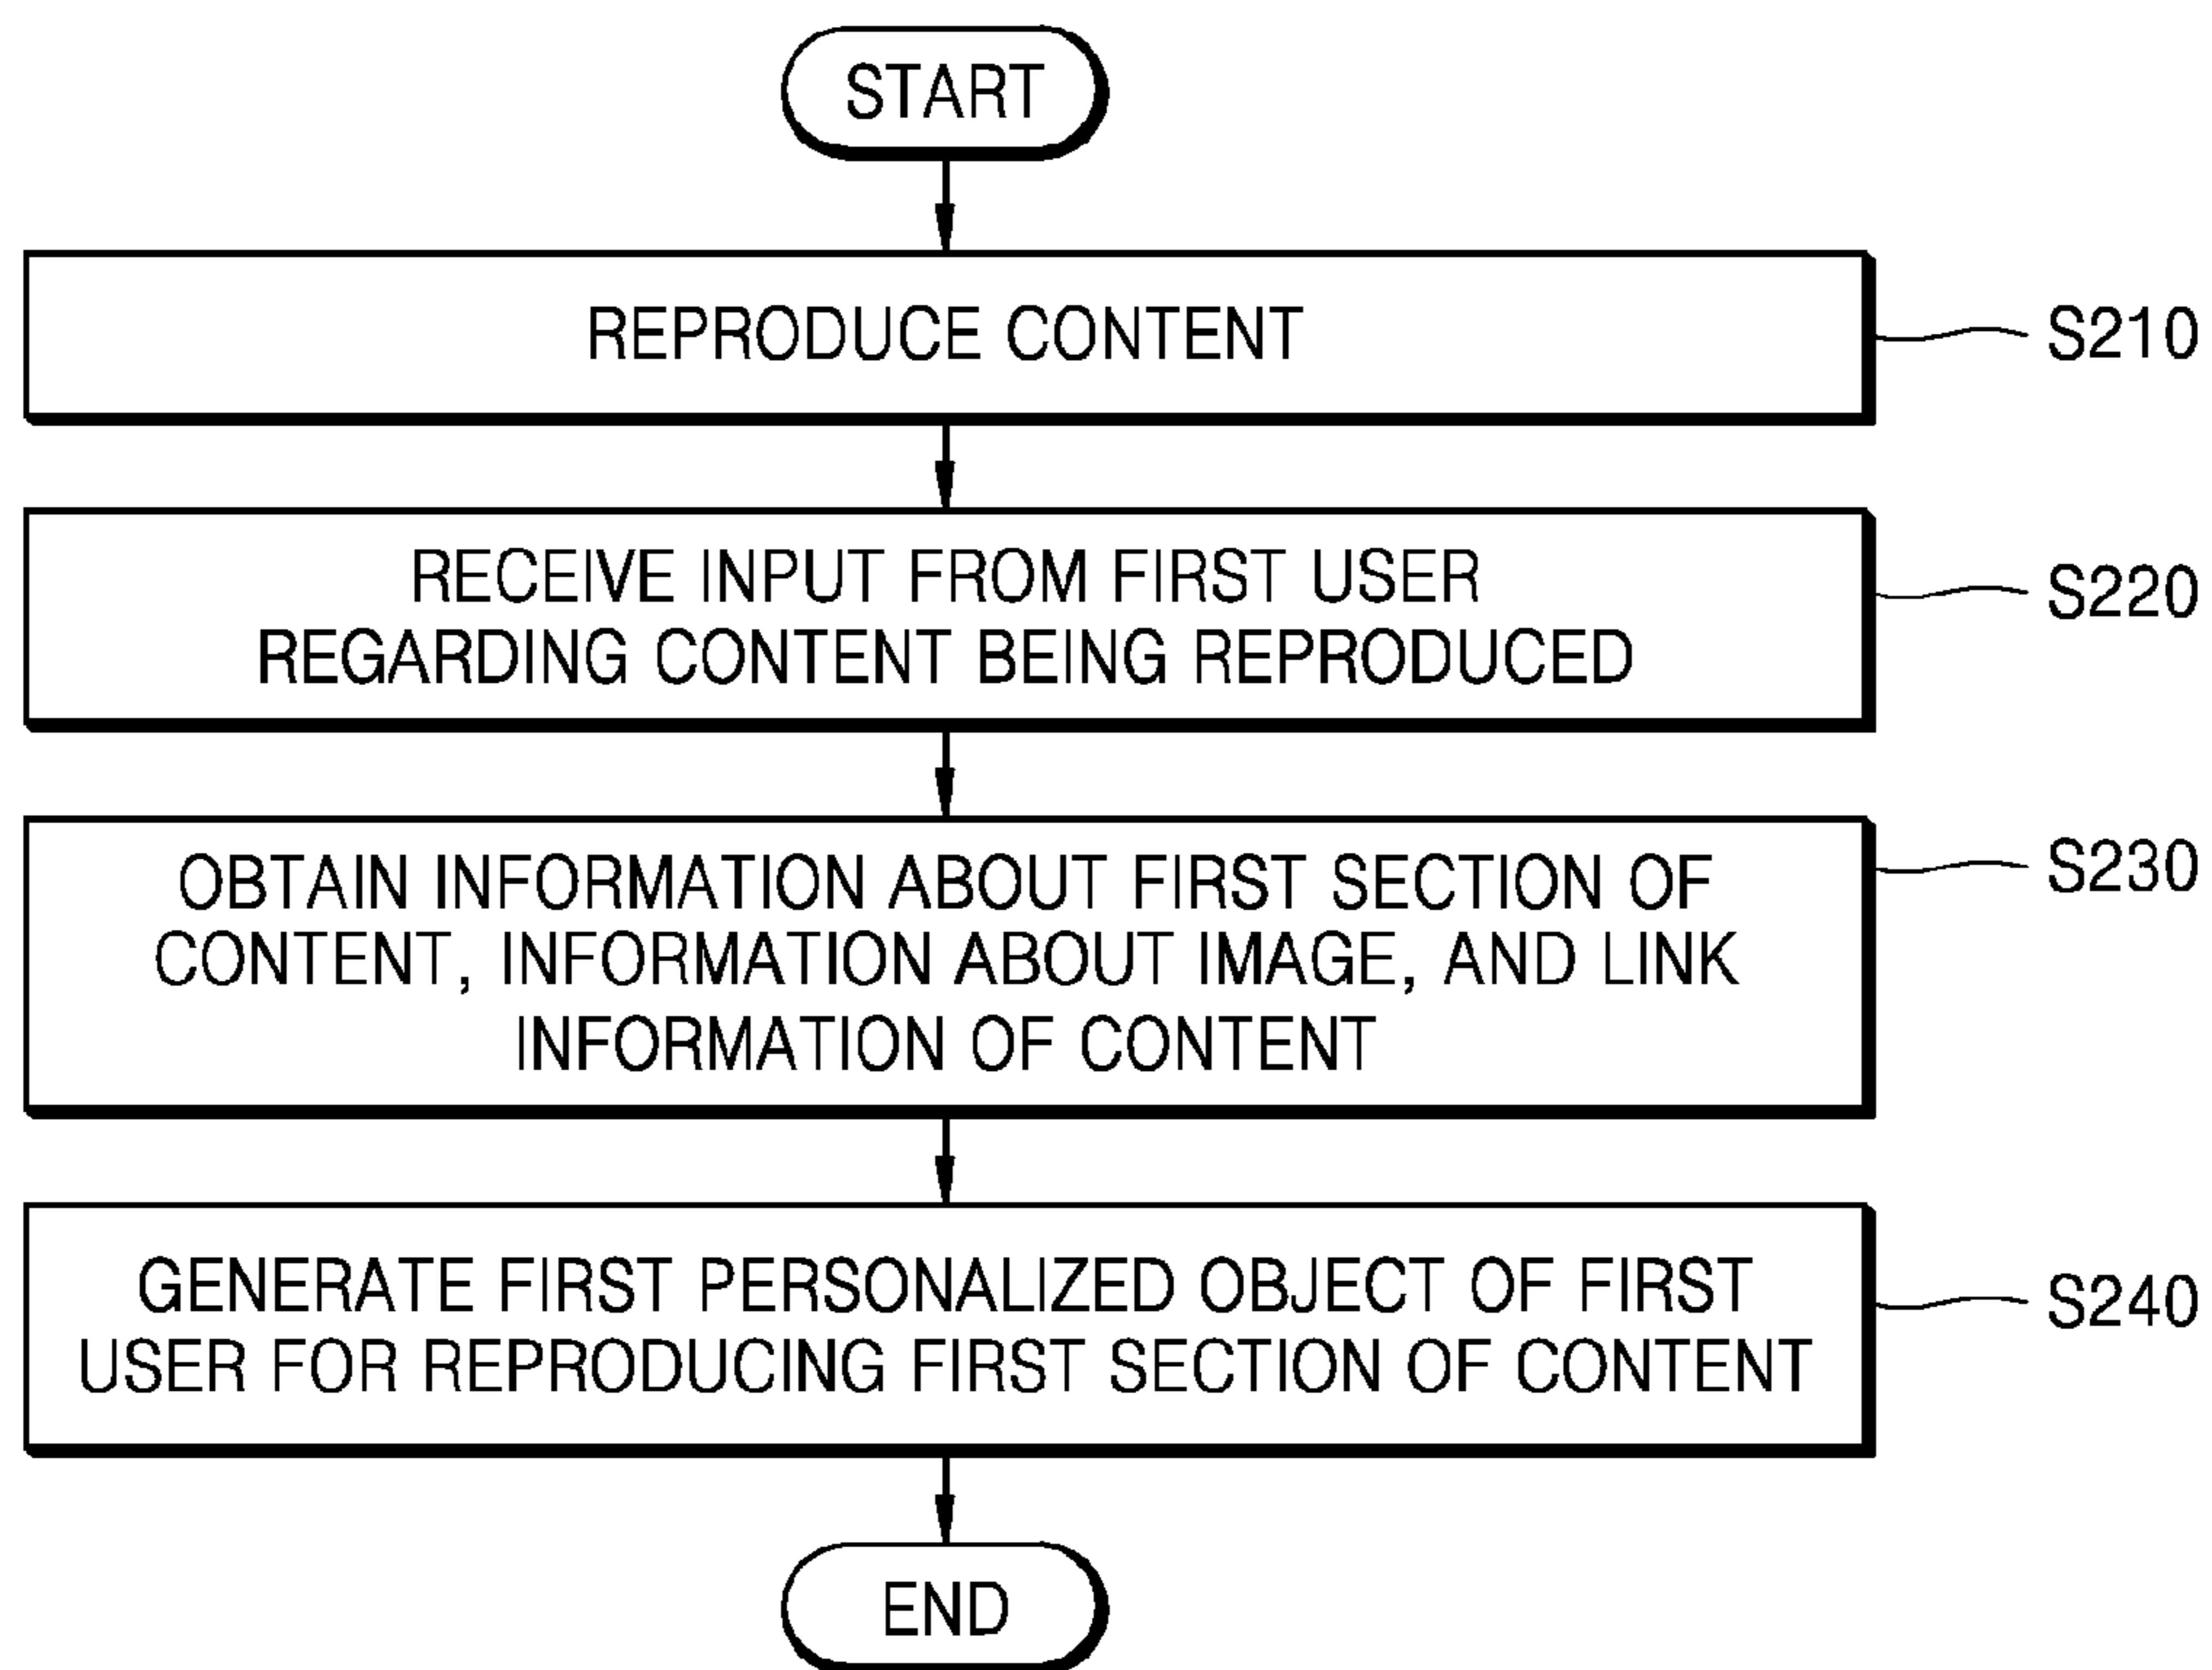 START
REPRODUCE CONTENT
S210
RECEIVE INPUT FROM FIRST USER
REGARDING CONTENT BEING REPRODUCED
S220
OBTAIN INFORMATION ABOUT FIRST SECTION OF
CONTENT, INFORMATION ABOUT IMAGE, AND LINK
INFORMATION OF CONTENT
S230
GENERATE FIRST PERSONALIZED OBJECT OF FIRST
USER FOR REPRODUCING FIRST SECTION OF CONTENT
S240
END